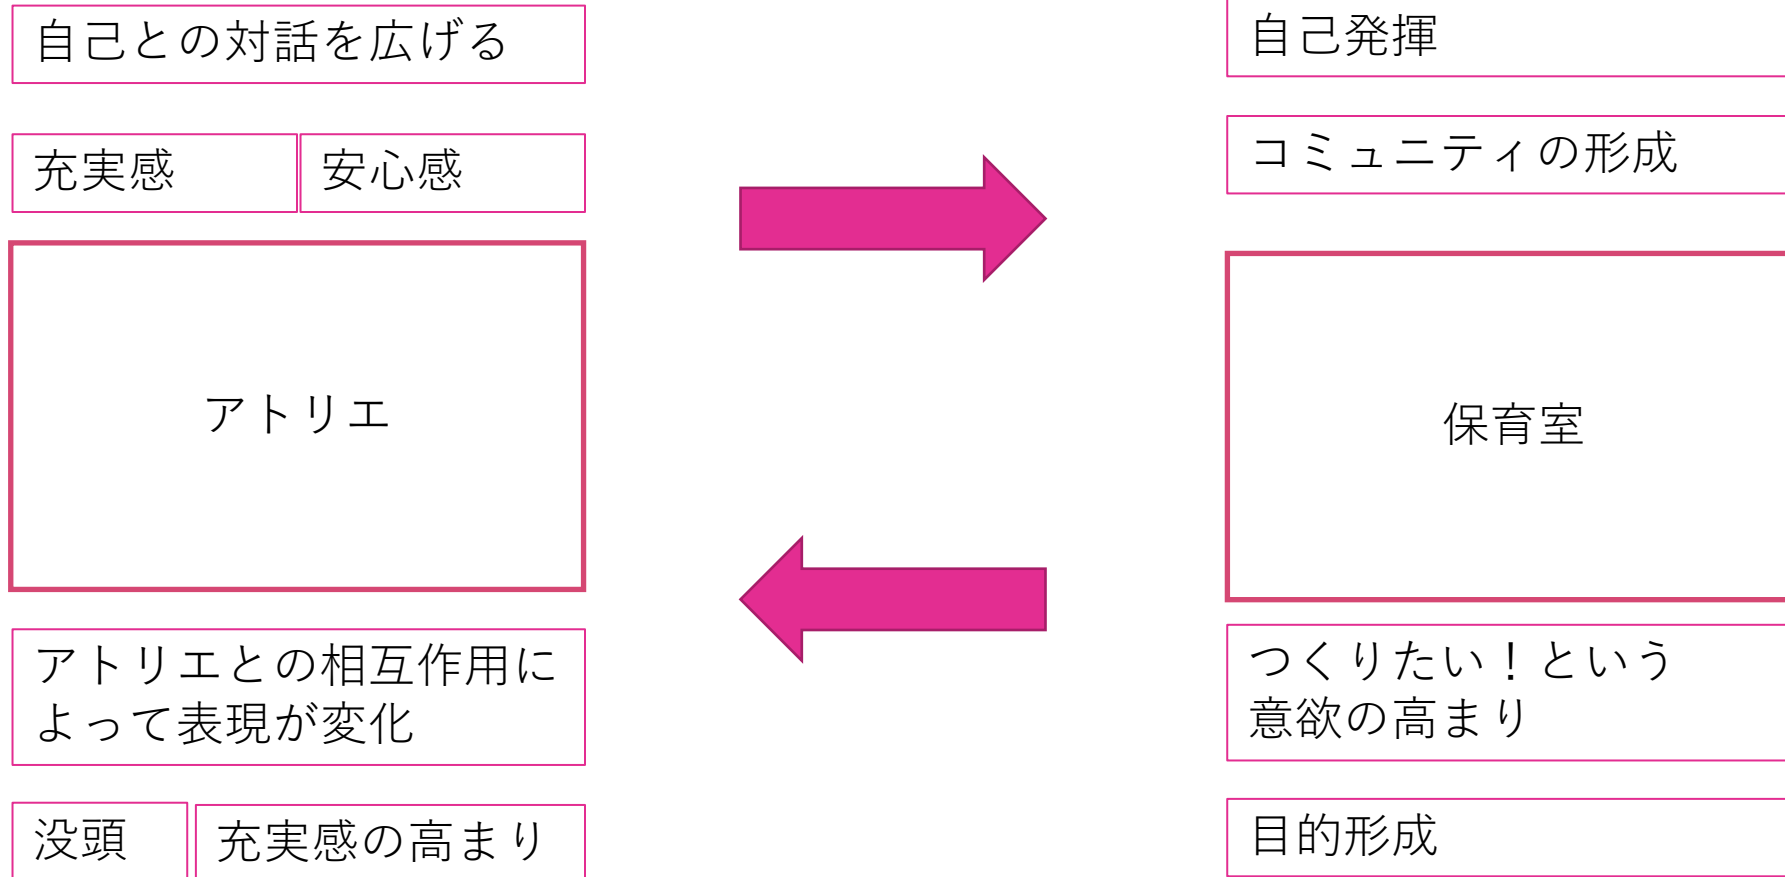 自己との対話を広げる
充実感
安心感
アトリエ
アトリエとの相互作用に
よって表現が変化
没頭
充実感の高まり
自己発揮
コミュニティの形成
保育室
つくりたい！という
意欲の高まり
目的形成